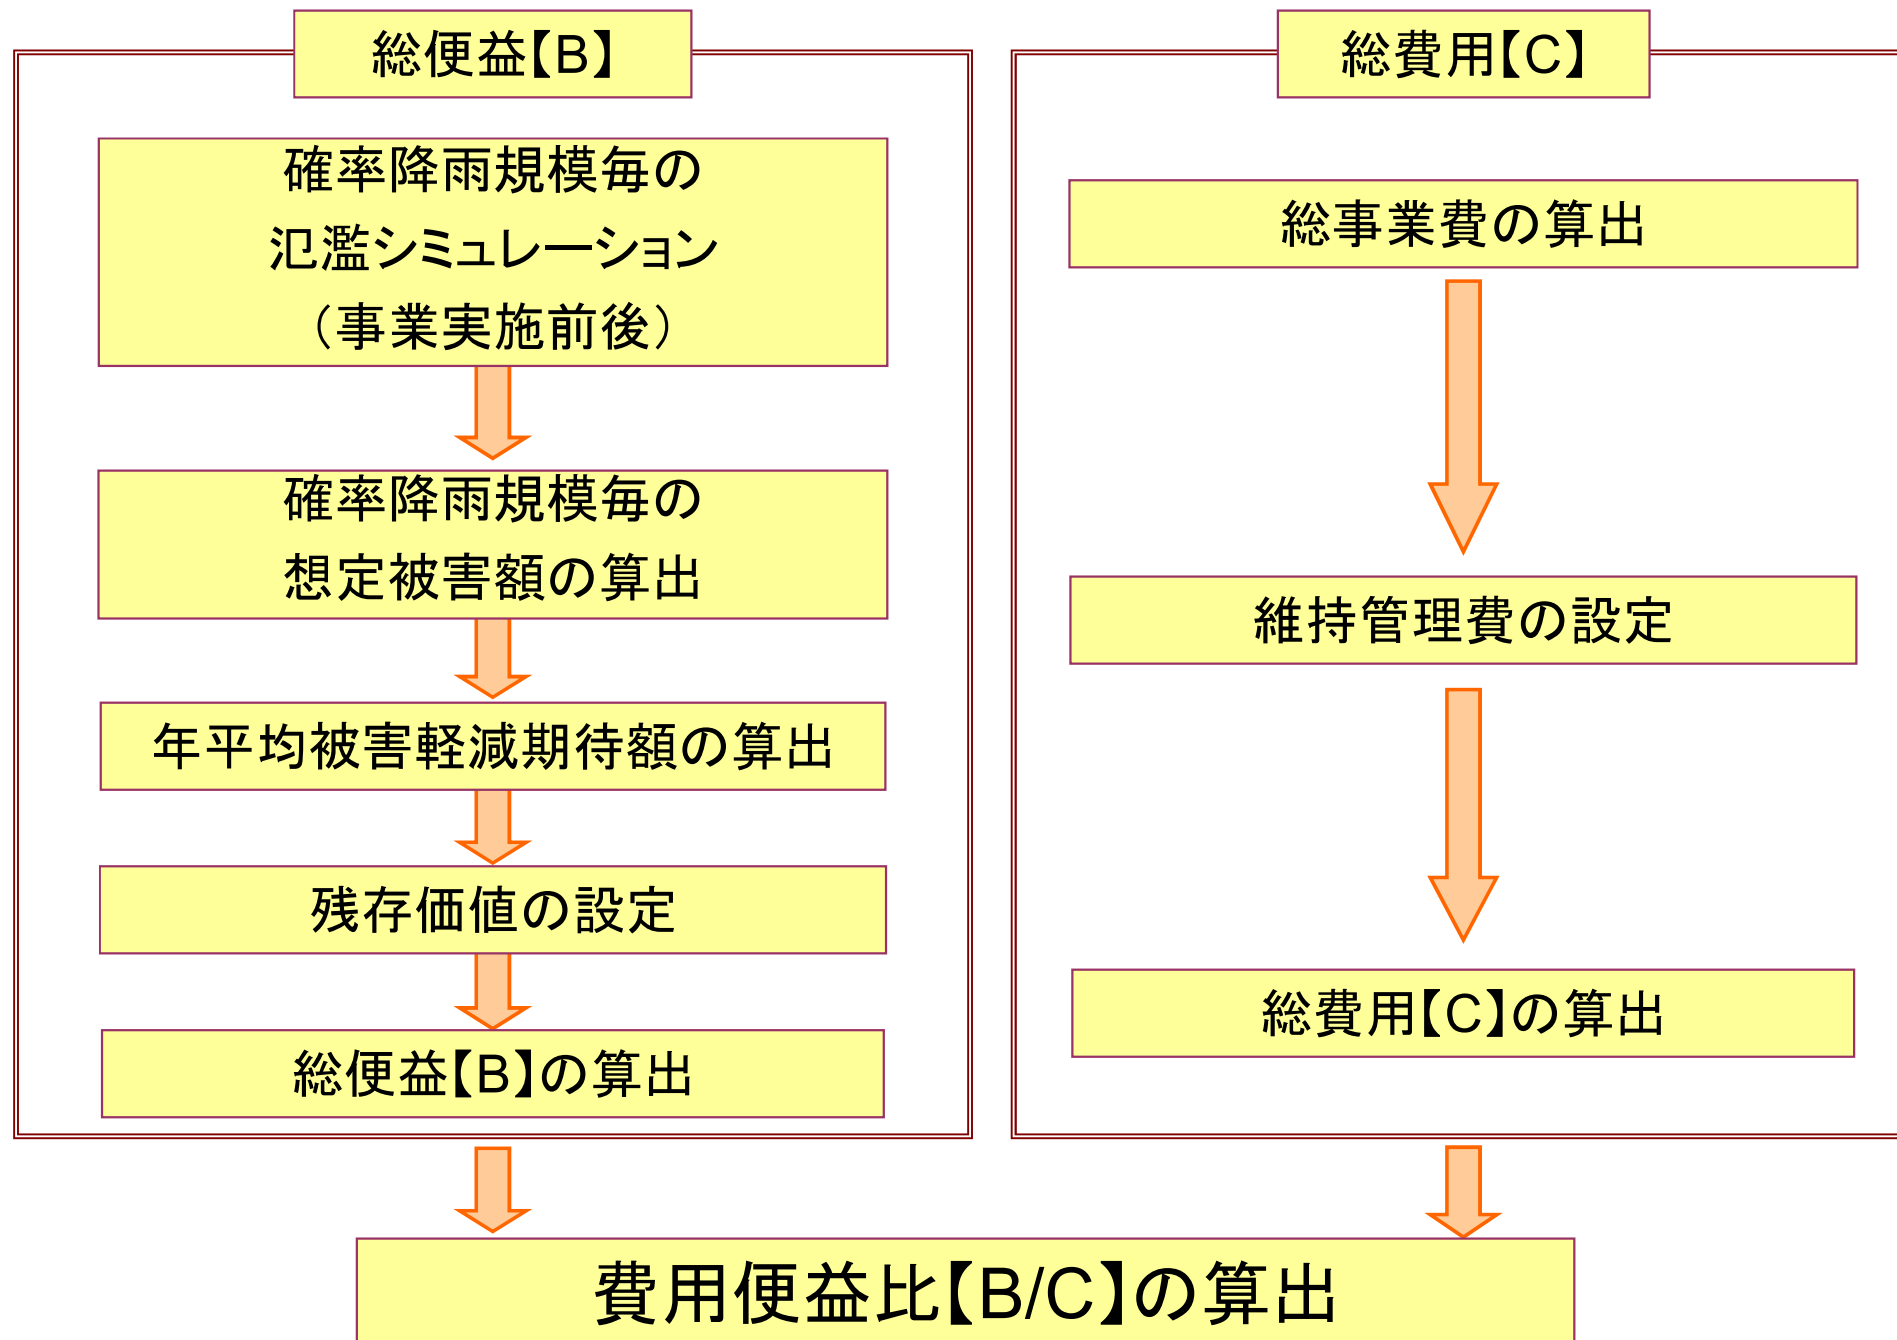 総便益【B】
確率降雨規模毎の
氾濫シミュレーション
（事業実施前後）
確率降雨規模毎の
想定被害額の算出
年平均被害軽減期待額の算出
残存価値の設定
総便益【B】の算出
総費用【C】
総事業費の算出
維持管理費の設定
総費用【C】の算出
費用便益比【B/C】の算出